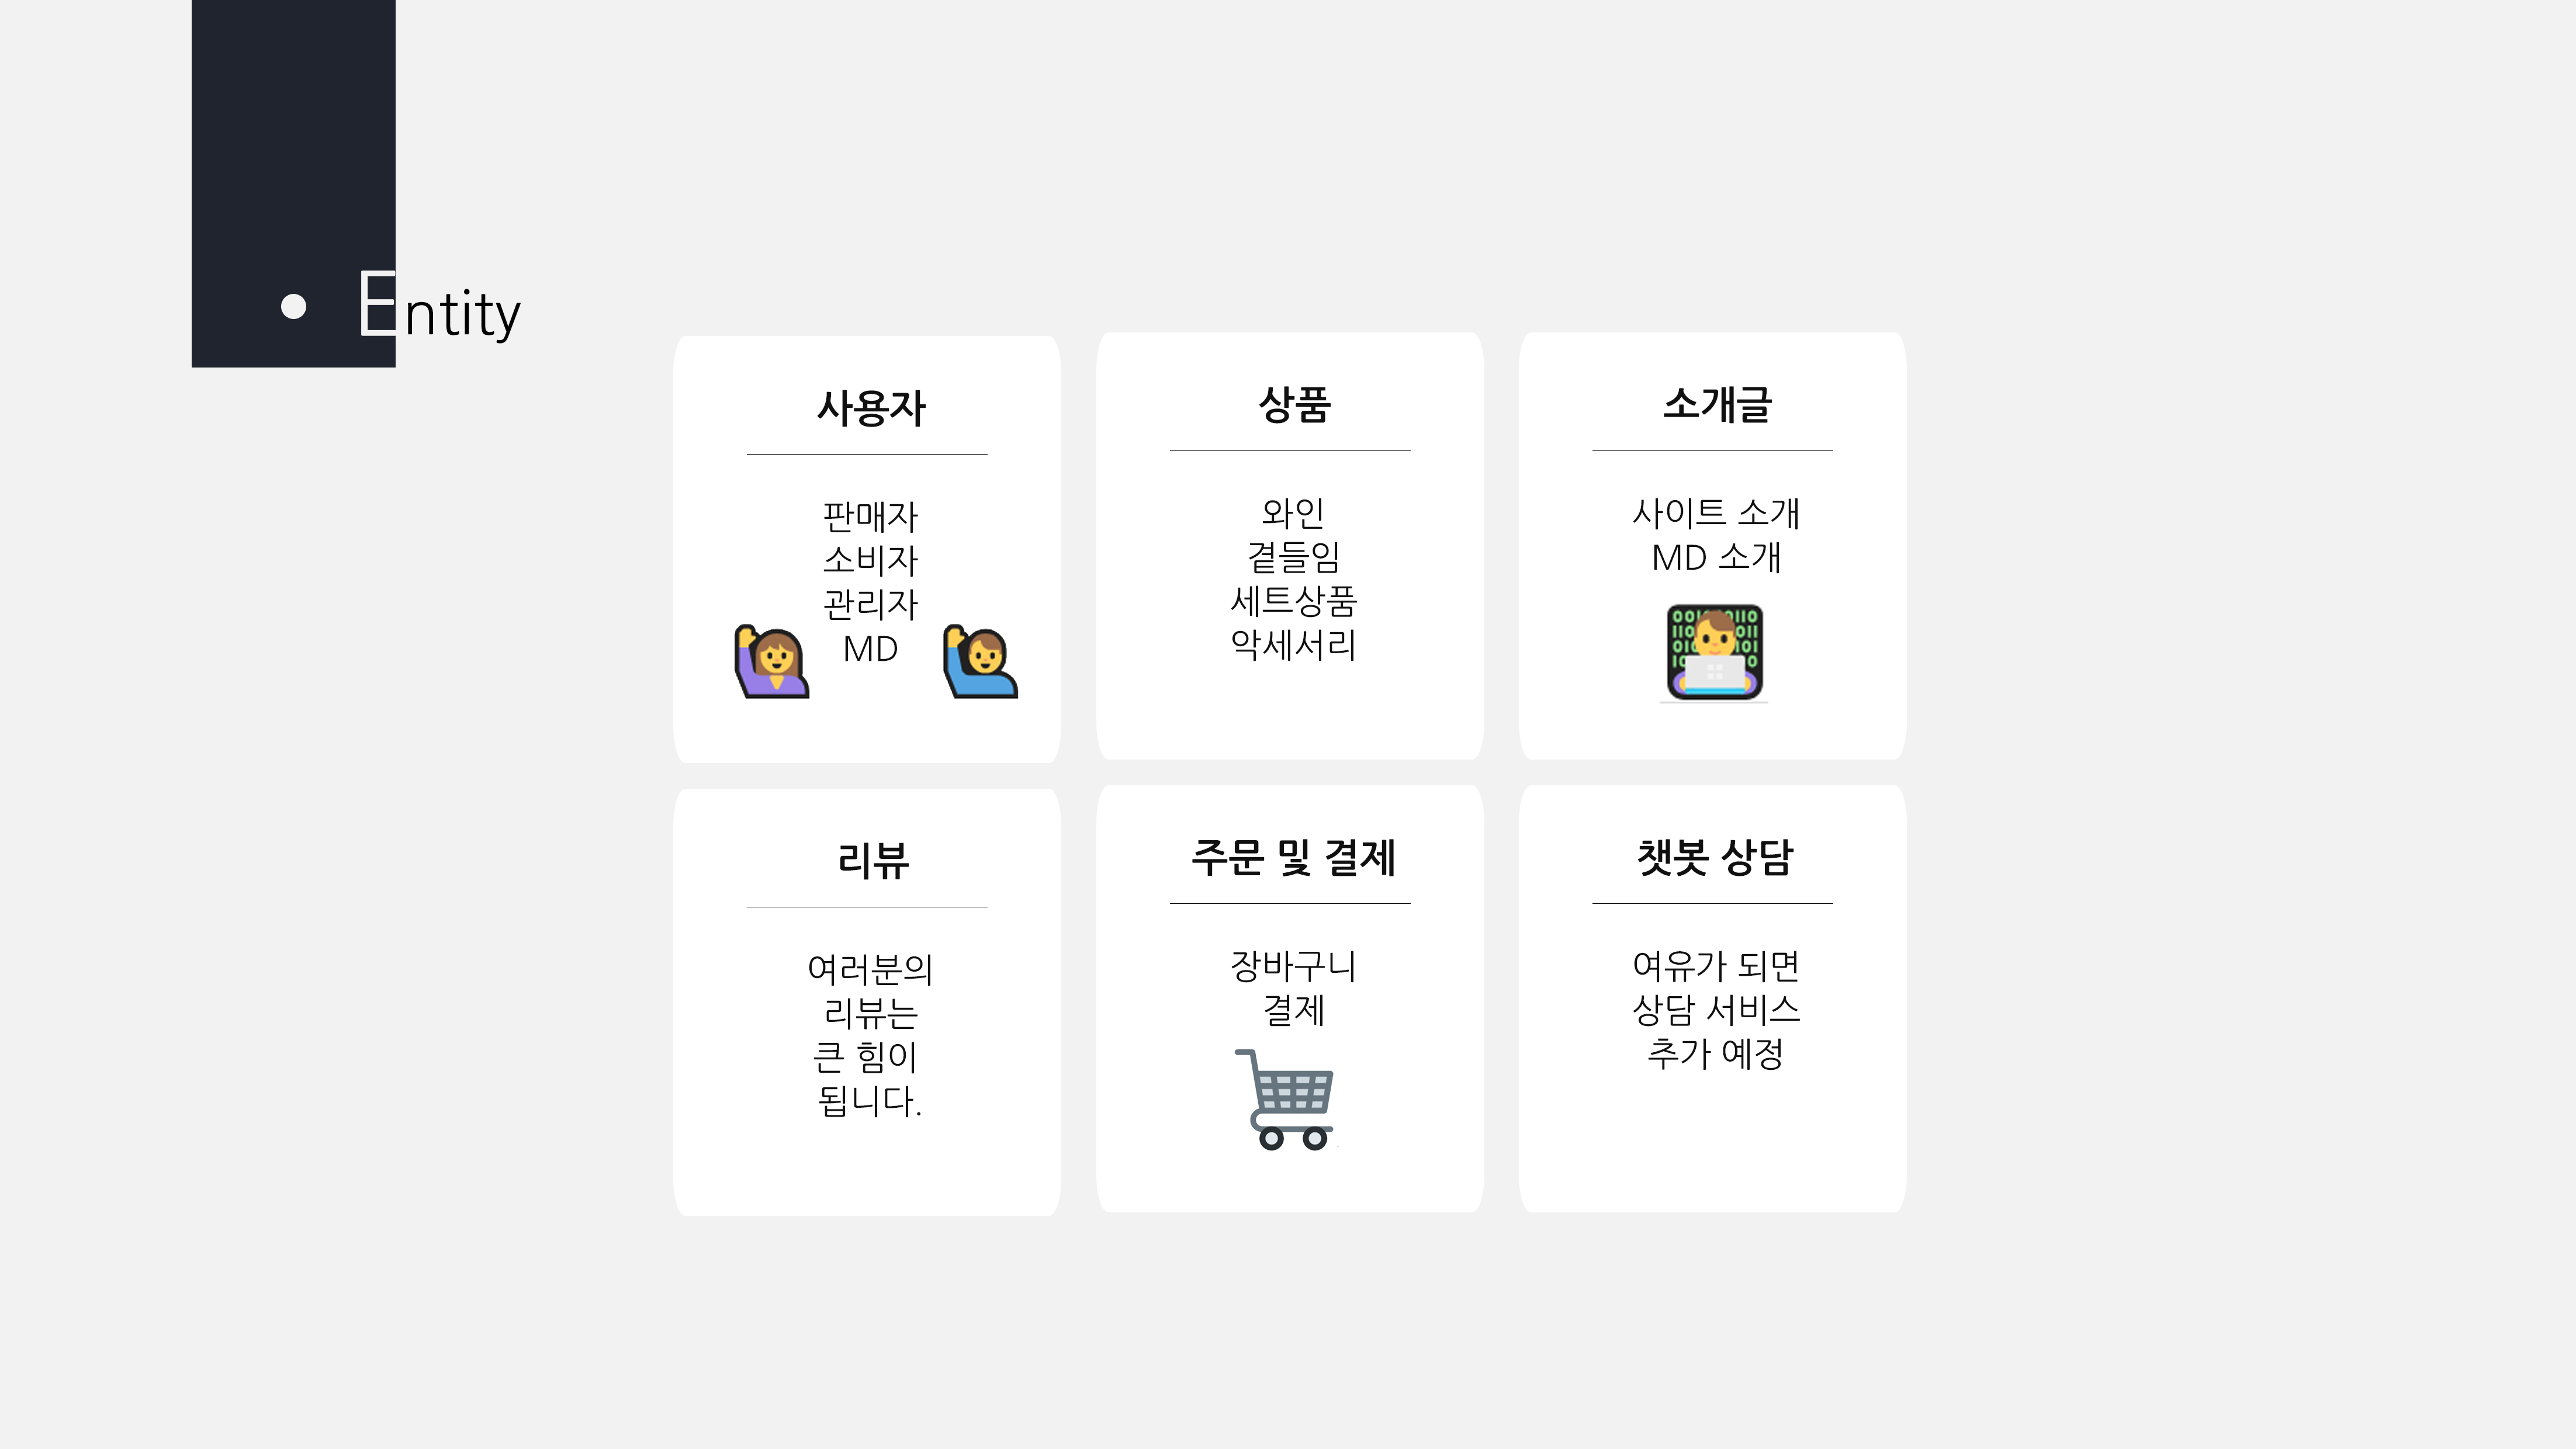 • Entity
사용자
판매자
소비자
관리자
MD
상품
와인
곁들임
세트상품
악세서리
소개글
사이트 소개
MD 소개
리뷰
여러분의
리뷰는
큰 힘이
됩니다.
주문 및 결제
장바구니
결제
챗봇 상담
여유가 되면
상담 서비스
추가 예정